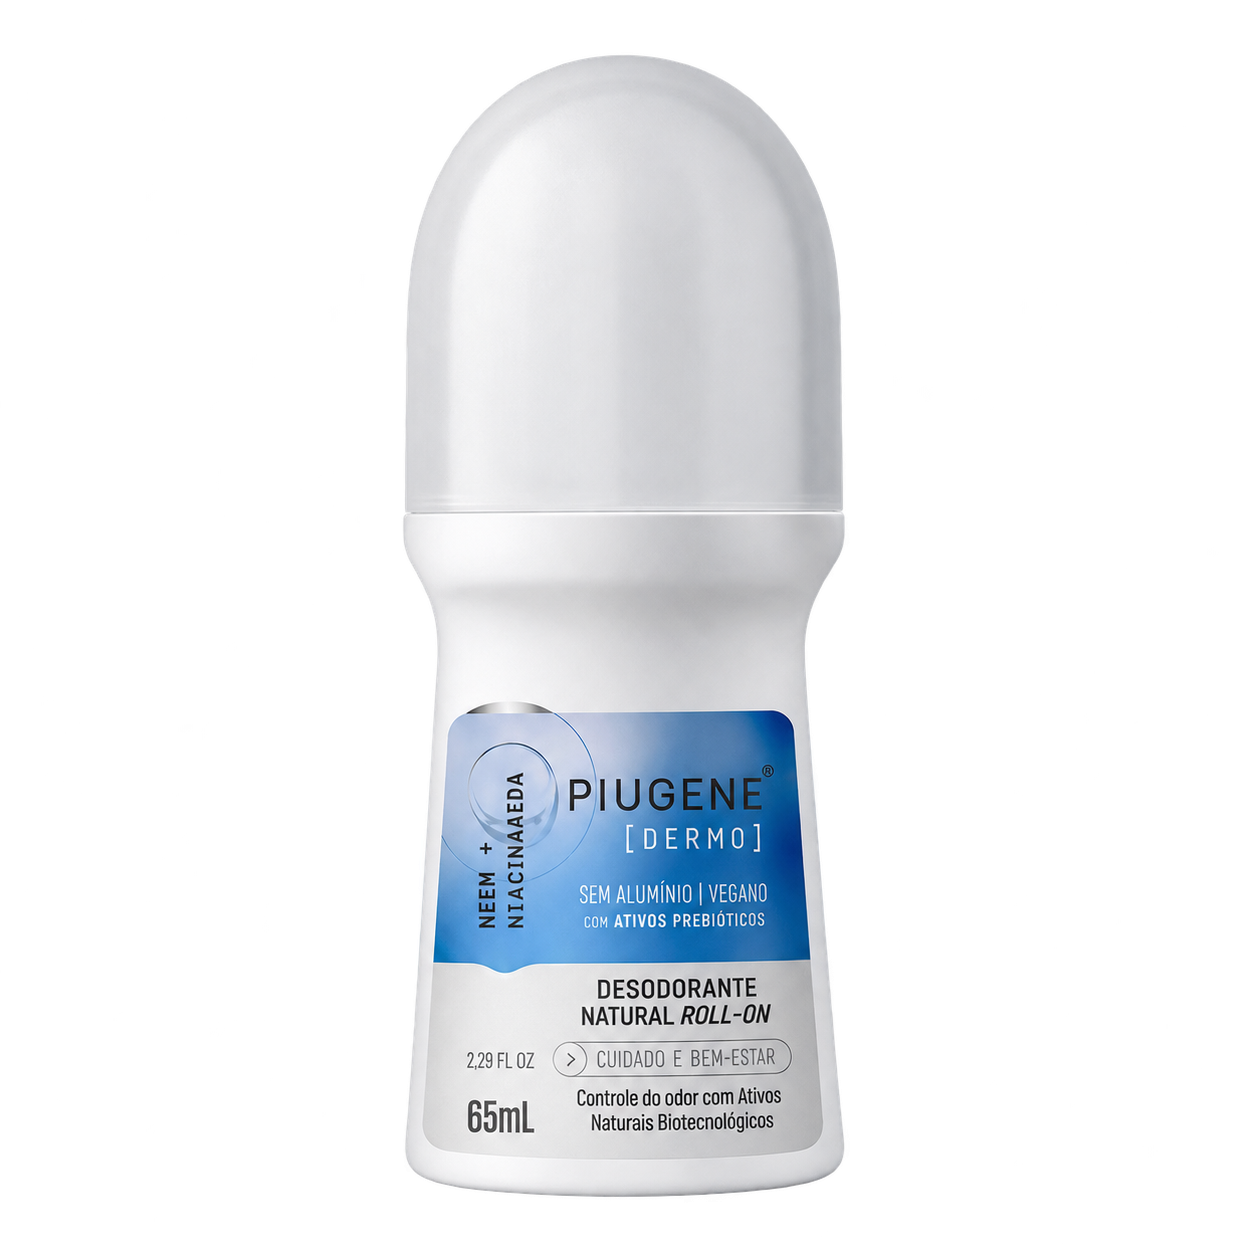 NEEM +
NIACINAAEDA
PIUGENE®
[DERMO]
SEM ALUMÍNIO | VEGANO
COM ATIVOS PREBIÓTICOS
DESODORANTE
NATURAL ROLL-ON
2,29 FL OZ
> CUIDADO E BEM-ESTAR
65mL
Controle do odor com Ativos
Naturais Biotecnológicos